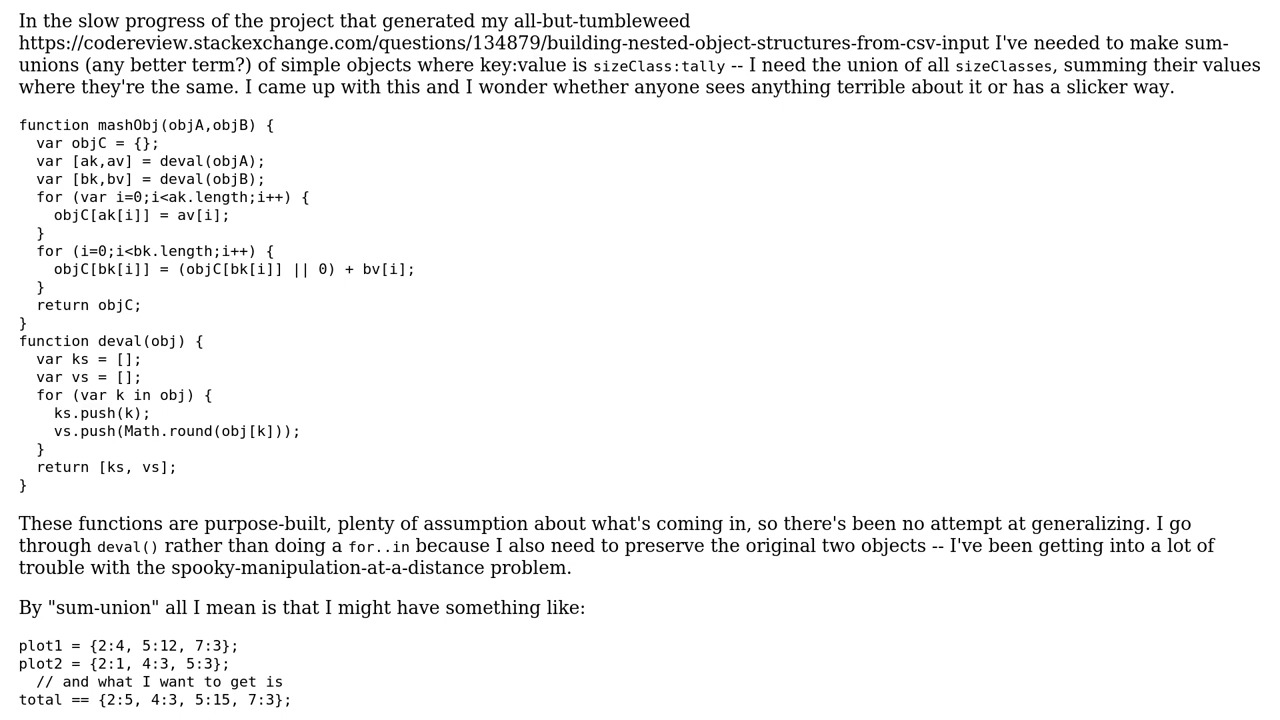 In the slow progress of the project that generated my all-but-tumbleweed
https://codereview.stackexchange.com/questions/134879/building-nested-object-structures-from-csv-input I've needed to make sum-
unions (any better term?) of simple objects where key:value is sizeClass:tally -- I need the union of all sizeClasses, summing their values
where they're the same. I came up with this and I wonder whether anyone sees anything terrible about it or has a slicker way.
function mashObj(objA,objB) {
  var objC = {};
  var [ak,av] = deval(objA);
  var [bk,bv] = deval(objB);
  for (var i=0;i<ak.length;i++) {
    objC[ak[i]] = av[i];
  }
  for (i=0;i<bk.length;i++) {
    objC[bk[i]] = (objC[bk[i]] || 0) + bv[i];
  }
  return objC;
}
function deval(obj) {
  var ks = [];
  var vs = [];
  for (var k in obj) {
    ks.push(k);
    vs.push(Math.round(obj[k]));
  }
  return [ks, vs];
}
These functions are purpose-built, plenty of assumption about what's coming in, so there's been no attempt at generalizing. I go
through deval() rather than doing a for..in because I also need to preserve the original two objects -- I've been getting into a lot of
trouble with the spooky-manipulation-at-a-distance problem.
By "sum-union" all I mean is that I might have something like:
plot1 = {2:4, 5:12, 7:3};
plot2 = {2:1, 4:3, 5:3};
  // and what I want to get is
total == {2:5, 4:3, 5:15, 7:3};